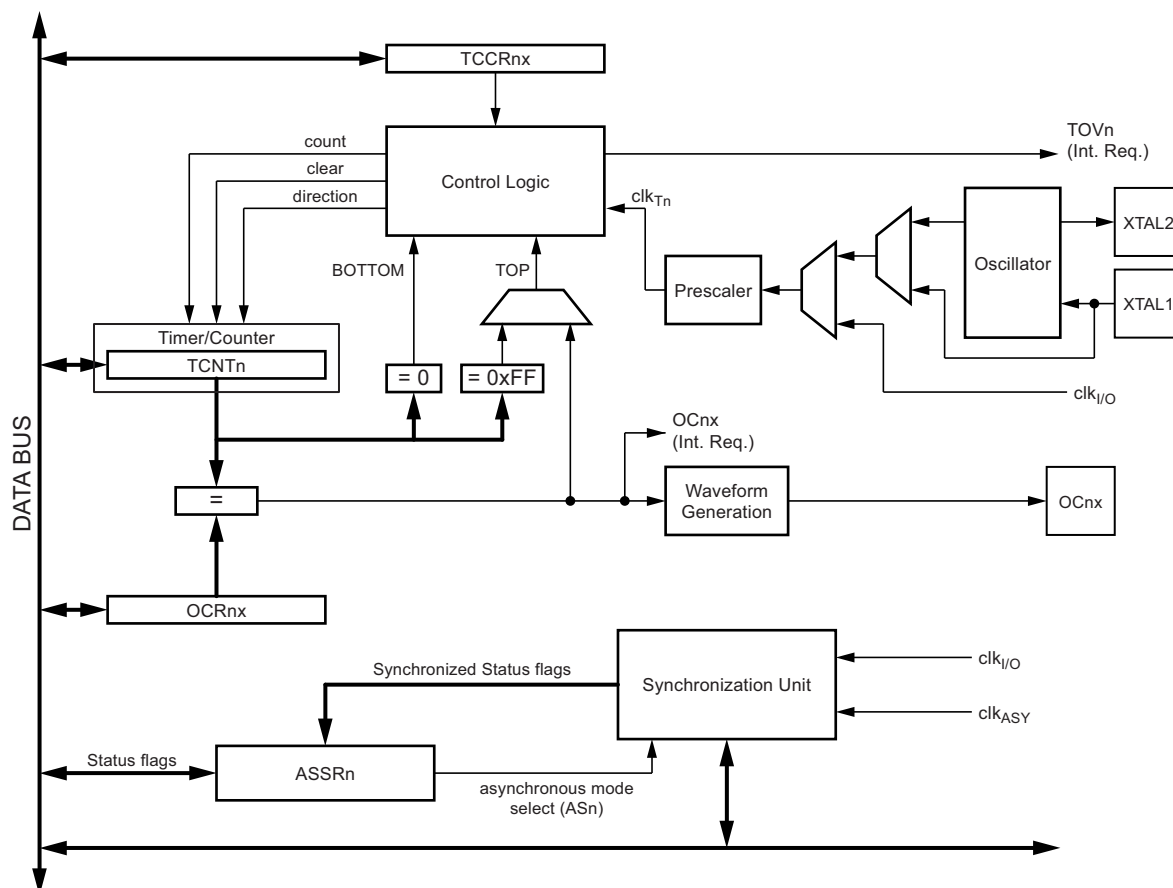 TCCRnx
count
clear
direction
Control Logic
TOVn
(Int. Req.)
clkTn
XTAL2
Oscillator
XTAL1
BOTTOM
TOP
Prescaler
Timer/Counter
TCNTn
= 0
= 0xFF
clkI/O
DATA BUS
OCnx
(Int. Req.)
=
Waveform
Generation
OCnx
OCRnx
Synchronized Status flags
Synchronization Unit
clkI/O
clkASY
Status flags
ASSRn
asynchronous mode
select (ASn)